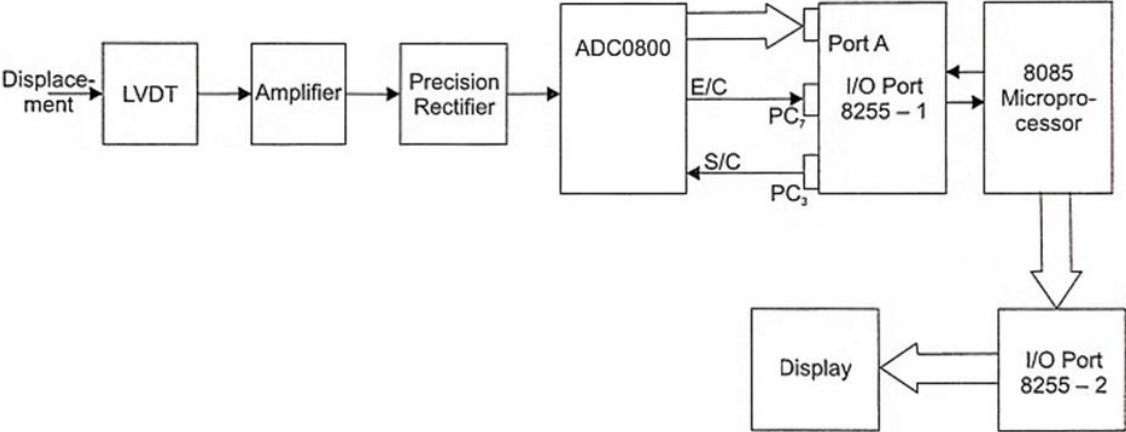 Displace-
ment
LVDT
Amplifier
Precision
Rectifier
ADC0800
E/C
S/C
PC₇
PC₃
Port A
I/O Port
8255 – 1
8085
Micropro-
cessor
Display
I/O Port
8255 – 2